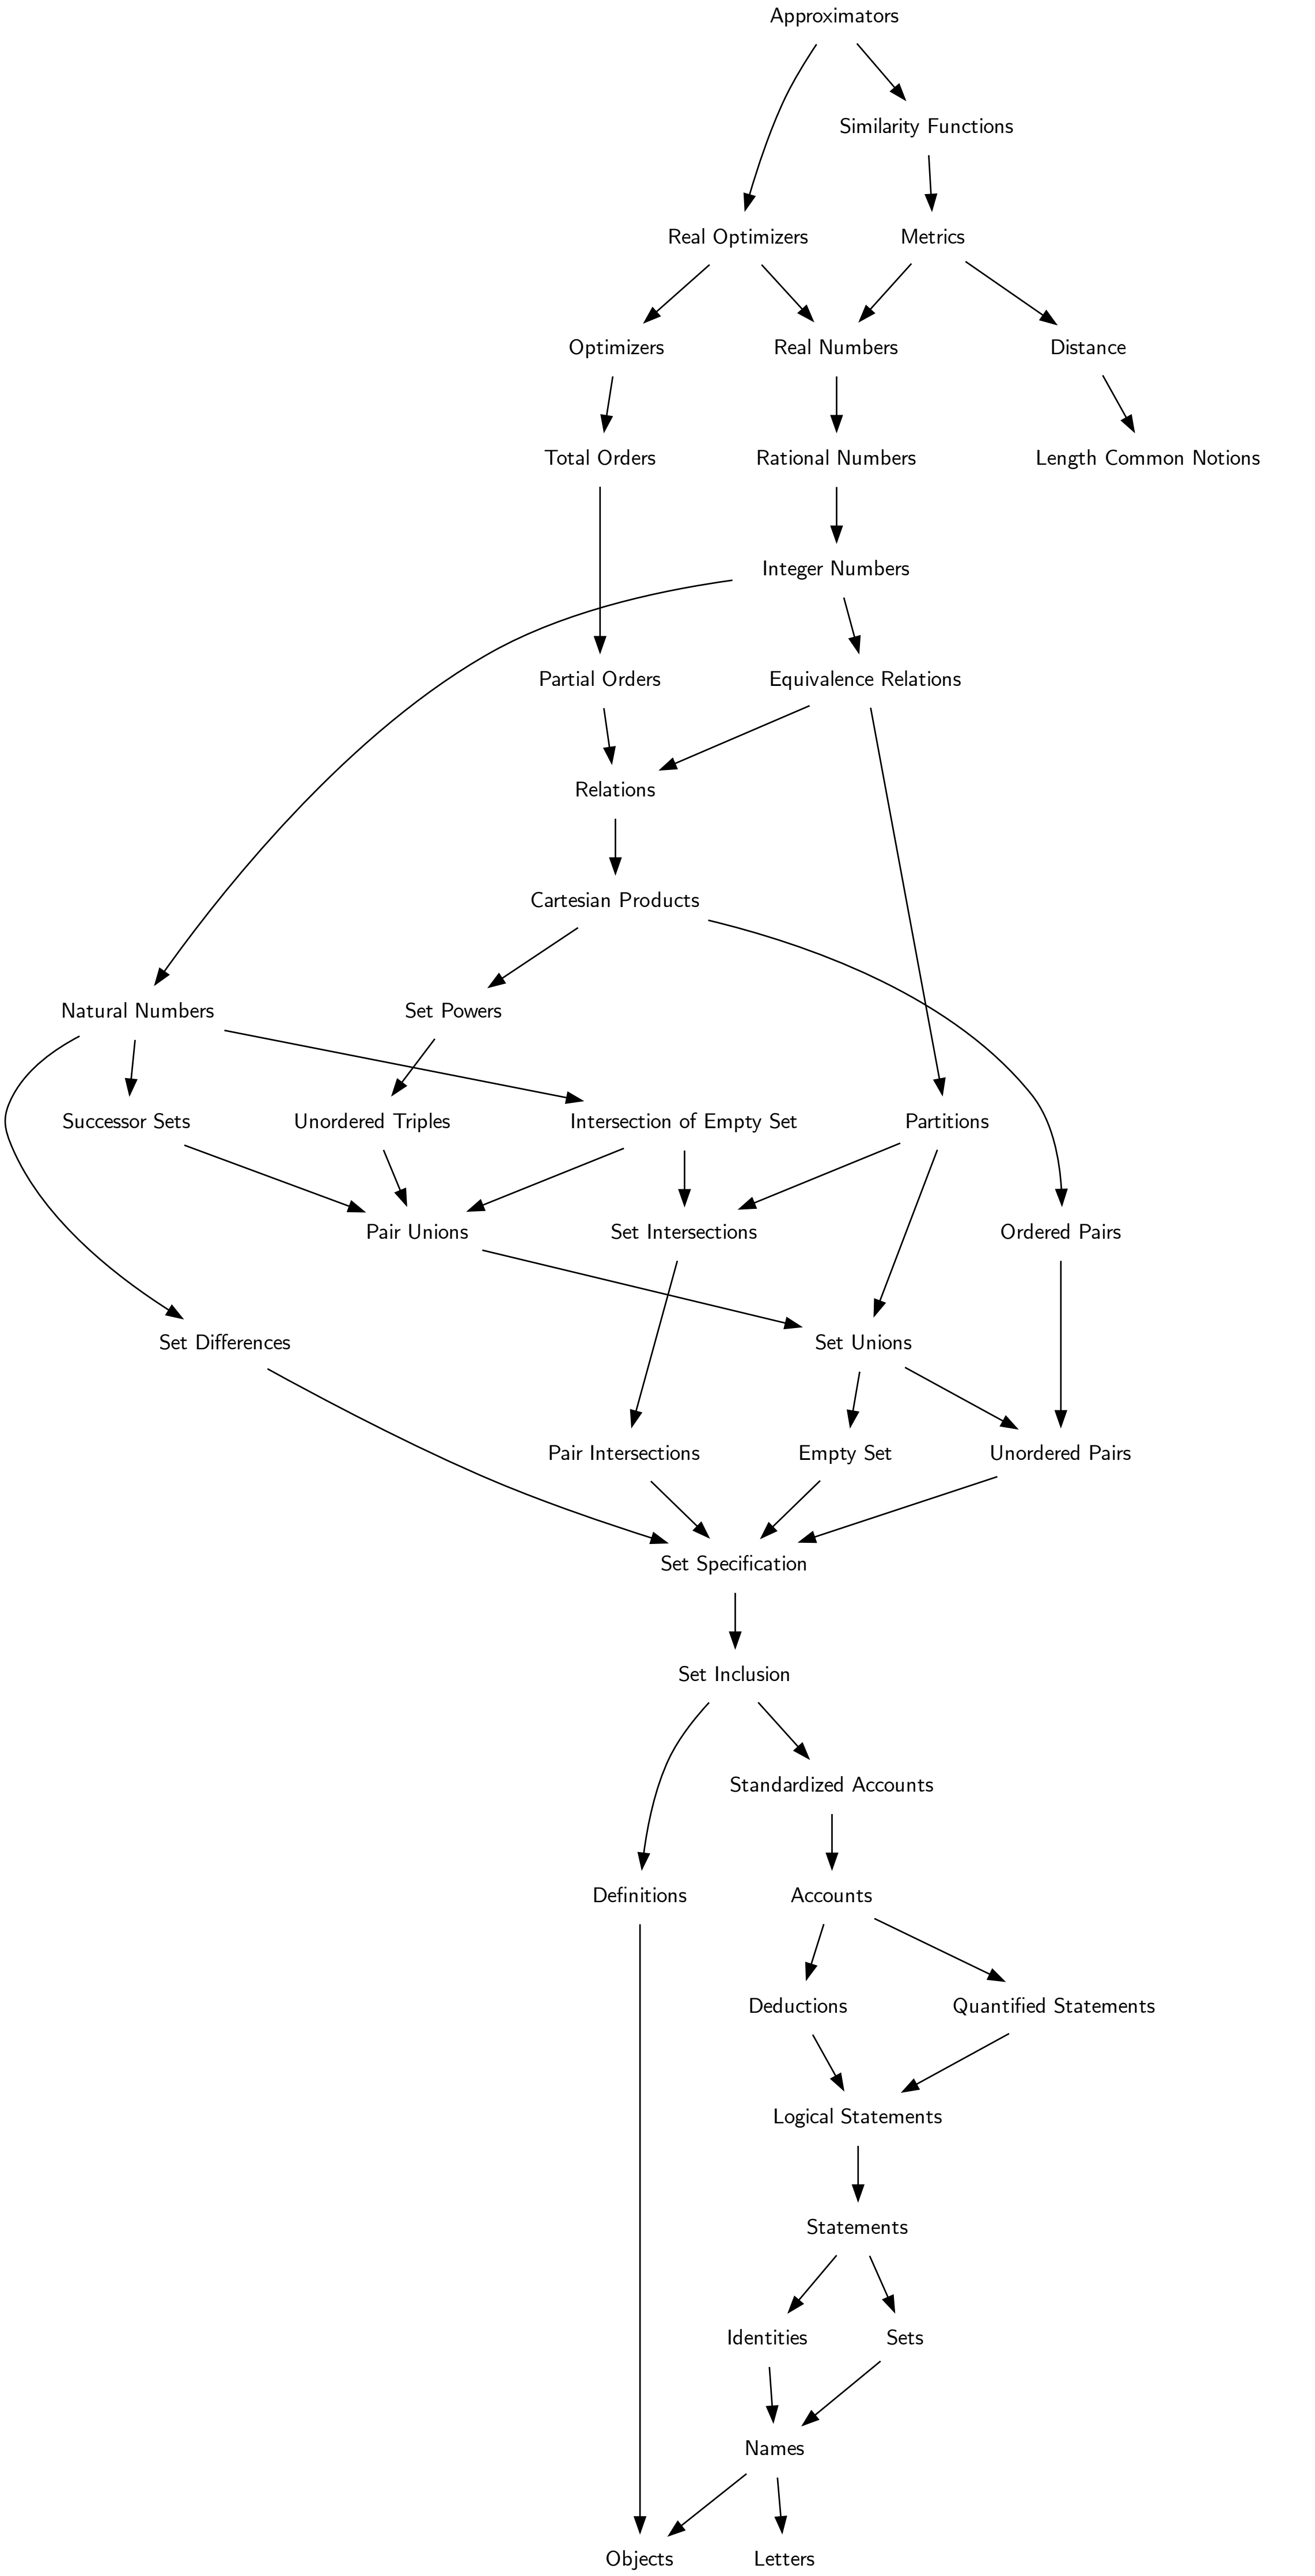 Approximators
Similarity Functions
Real Optimizers
Metrics
Optimizers
Real Numbers
Distance
Total Orders
Rational Numbers
Length Common Notions
Integer Numbers
Partial Orders
Equivalence Relations
Relations
Cartesian Products
Natural Numbers
Set Powers
Successor Sets
Unordered Triples
Intersection of Empty Set
Partitions
Pair Unions
Set Intersections
Ordered Pairs
Set Differences
Set Unions
Pair Intersections
Empty Set
Unordered Pairs
Set Specification
Set Inclusion
Standardized Accounts
Definitions
Accounts
Deductions
Quantified Statements
Logical Statements
Statements
Identities
Sets
Names
Objects
Letters